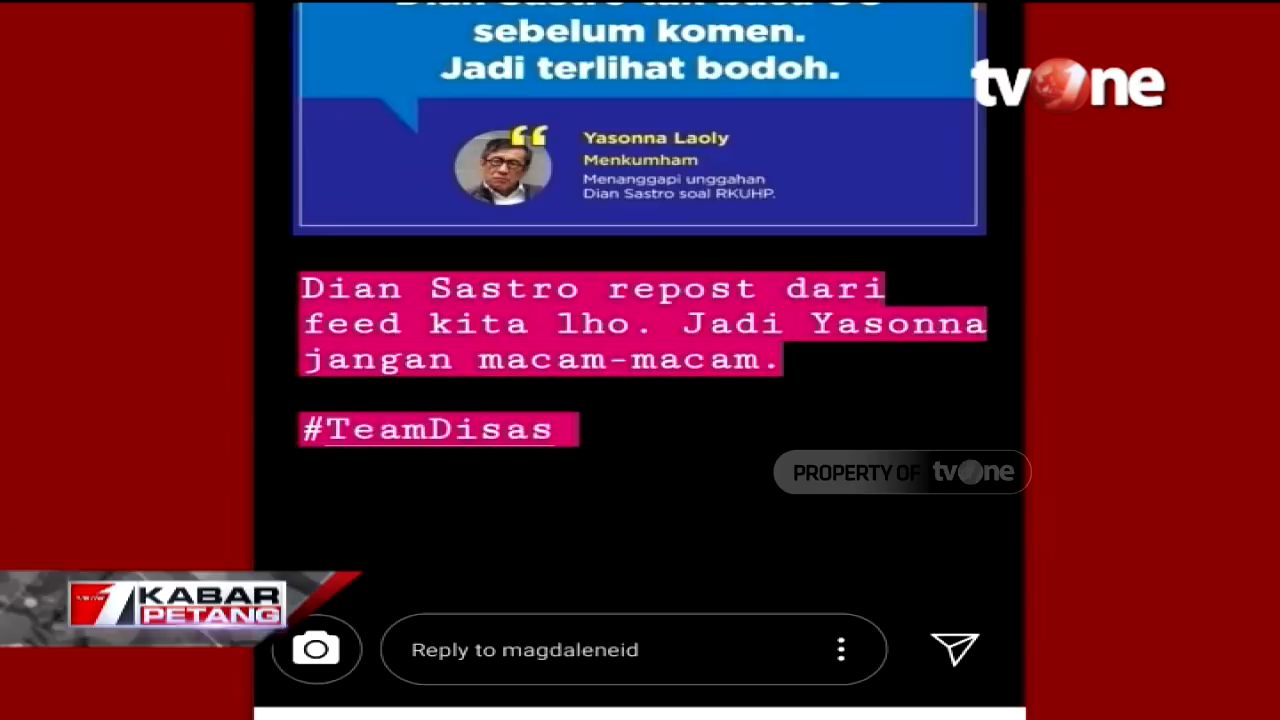 sebelum komen.
Jadi terlihat bodoh.
tvOne
Yasonna Laoly
Menkumham
Menanggapi unggahan
Dian Sastro soal RKUHP.
Dian Sastro repost dari
feed kita lho. Jadi Yasonna
jangan macam-macam.
#TeamDisas
PROPERTY OF tvOne
KABAR
PETANG
Reply to magdaleneid